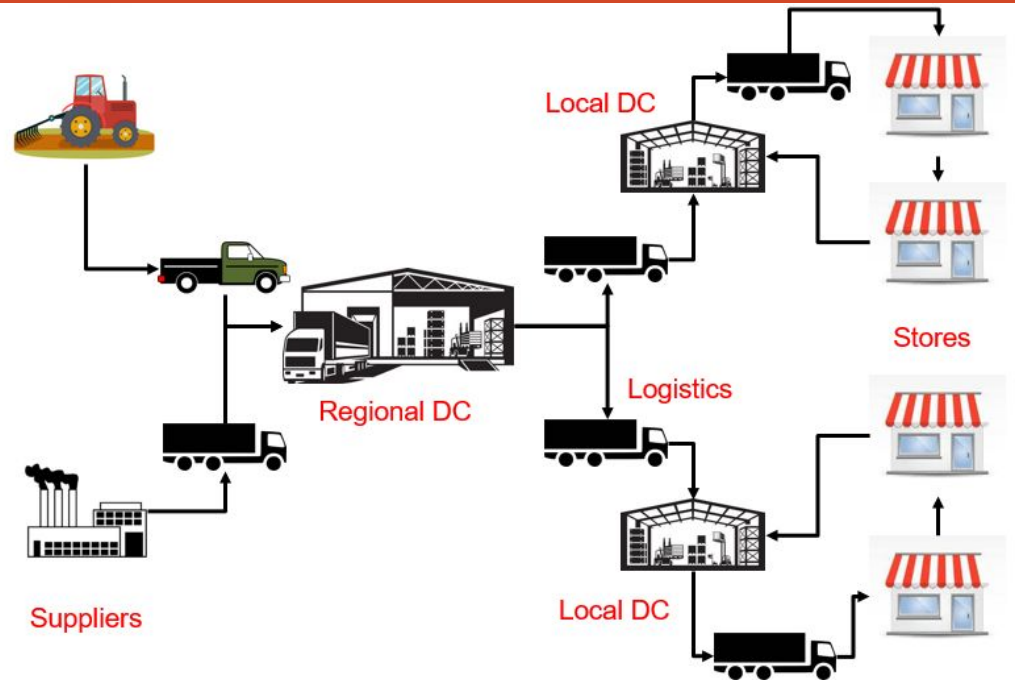 Local DC
Stores
Logistics
Regional DC
Local DC
Suppliers